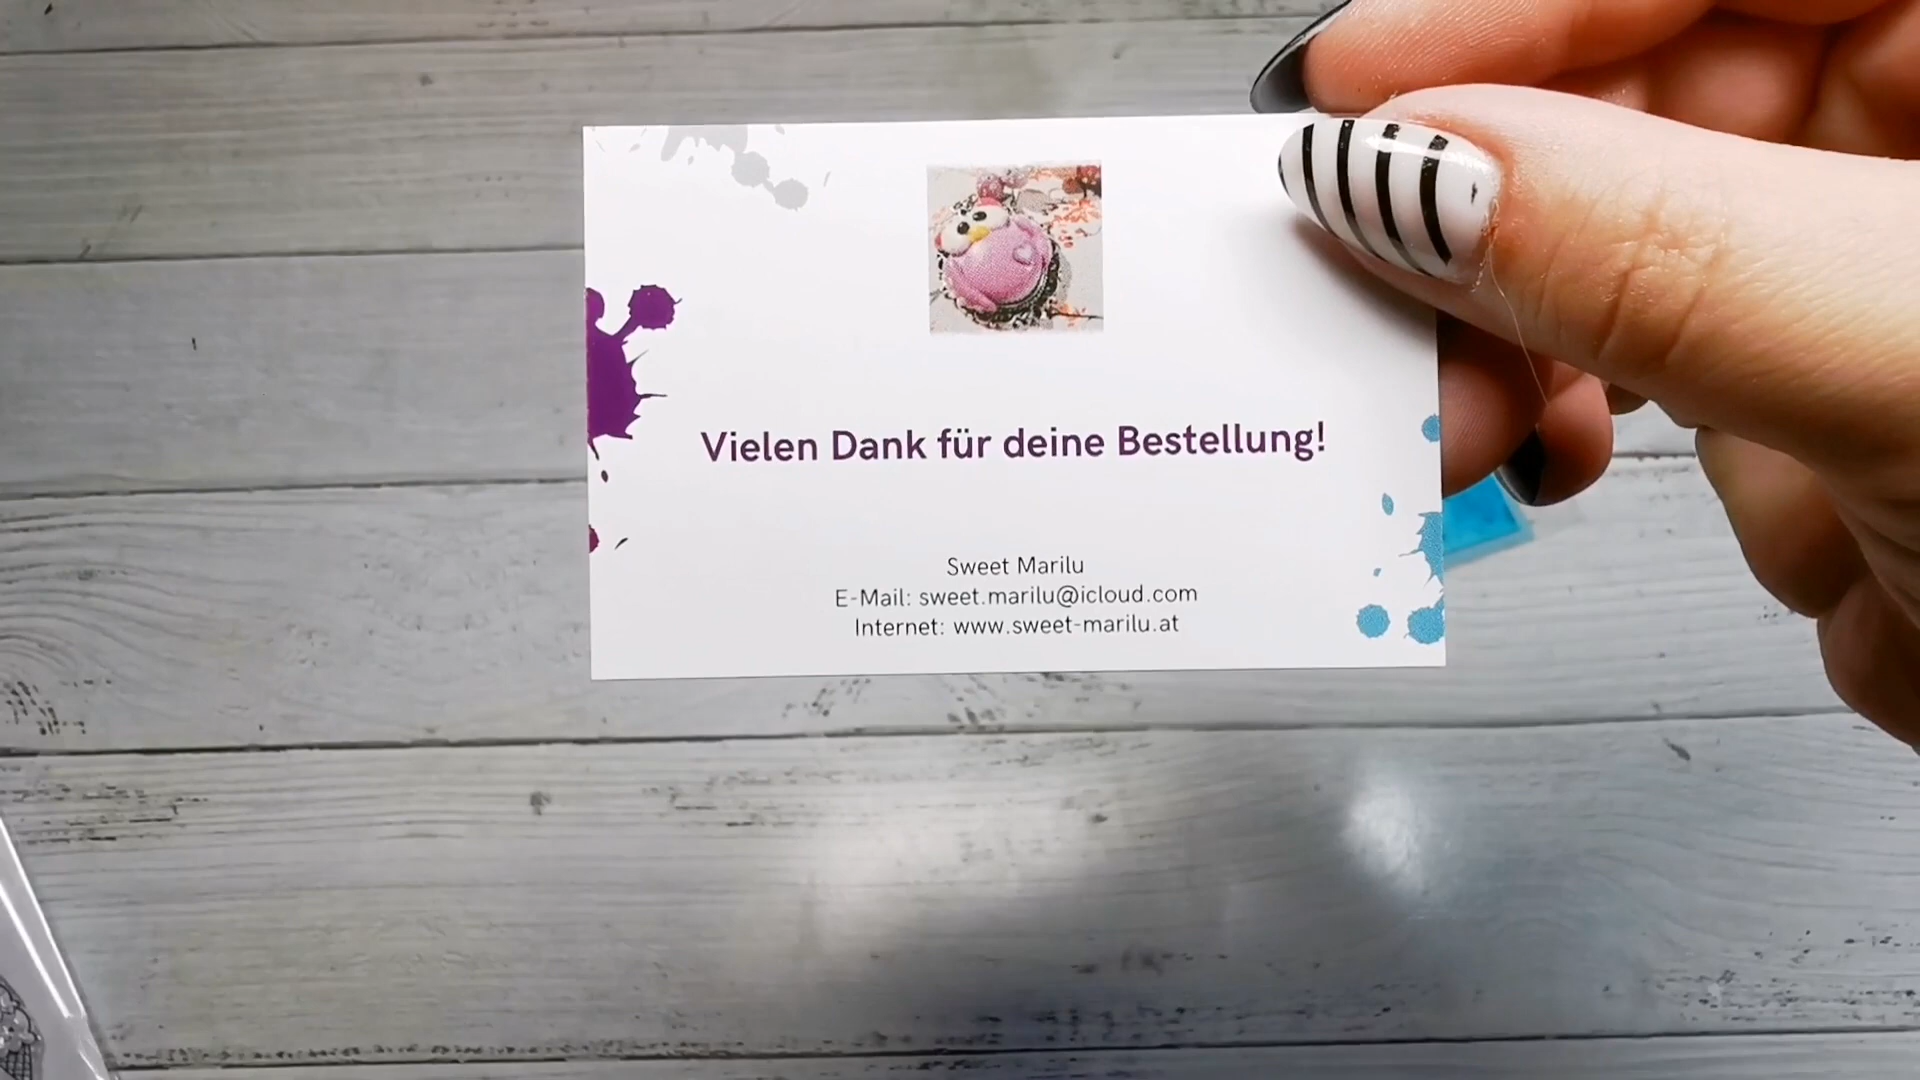 Vielen Dank für deine Bestellung!
Sweet Marilu
E-Mail: sweet.marilu@icloud.com
Internet: www.sweet-marilu.at